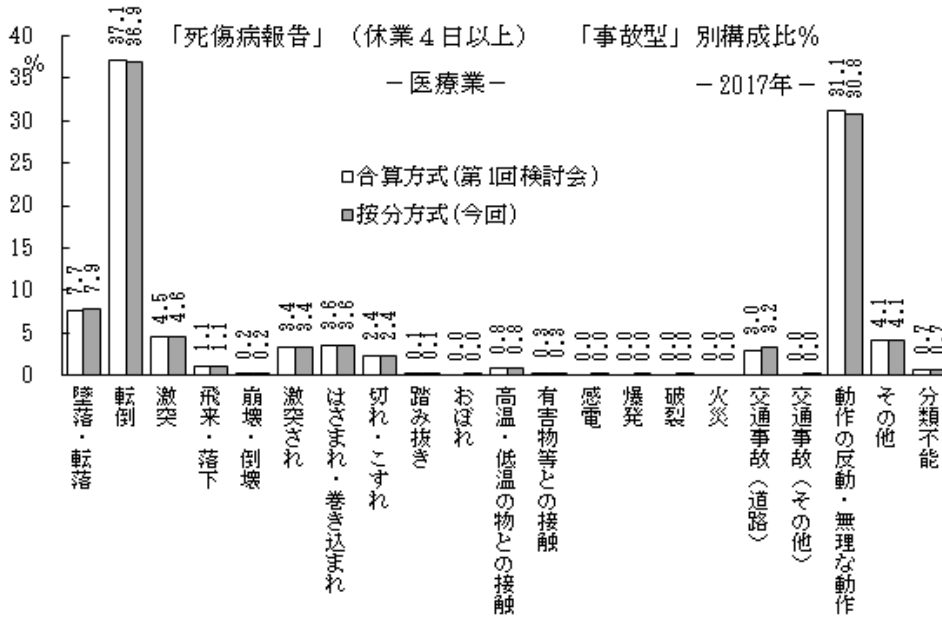 「死傷病報告」（休業４日以上） 「事故型」別構成比%
－医療業－ －2017年－
□合算方式(第1回検討会)
■按分方式(今回)
%
40
35
30
25
20
15
10
5
0
7.7 7.9
37.1 36.9
4.5 4.6
1.1 1.1
0.2 0.2
3.4 3.4
3.6 3.6
2.4 2.4
0.1 0.1
0.0 0.0
0.8 0.8
0.3 0.3
0.0 0.0
0.0 0.0
0.0 0.0
0.0 0.0
3.0 3.2
0.0 0.0
31.1 30.8
4.1 4.1
0.7 0.7
墜落・転落
転倒
激突
飛来・落下
崩壊・倒壊
激突され
はさまれ・巻き込まれ
切れ・こすれ
踏み抜き
おぼれ
高温・低温の物との接触
有害物等との接触
感電
爆発
破裂
火災
交通事故（道路）
交通事故（その他）
動作の反動・無理な動作
その他
分類不能